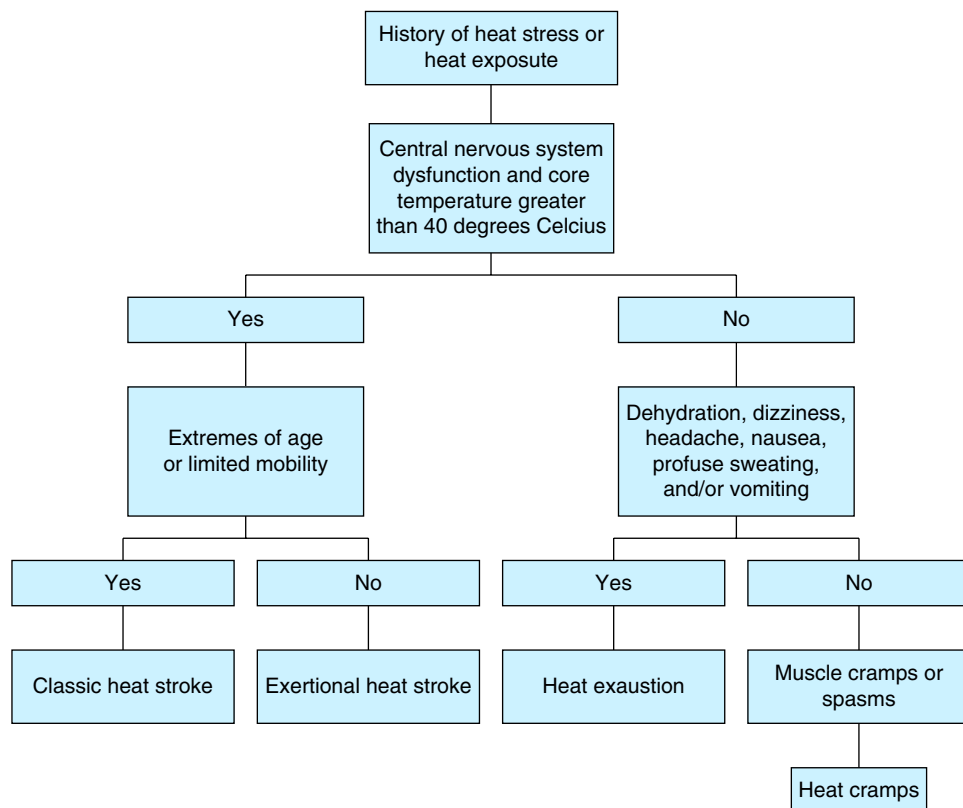 History of heat stress or
heat exposute
Central nervous system
dysfunction and core
temperature greater
than 40 degrees Celcius
Yes
No
Extremes of age
or limited mobility
Dehydration, dizziness,
headache, nausea,
profuse sweating,
and/or vomiting
Yes
No
Yes
No
Classic heat stroke
Exertional heat stroke
Heat exaustion
Muscle cramps or
spasms
Heat cramps